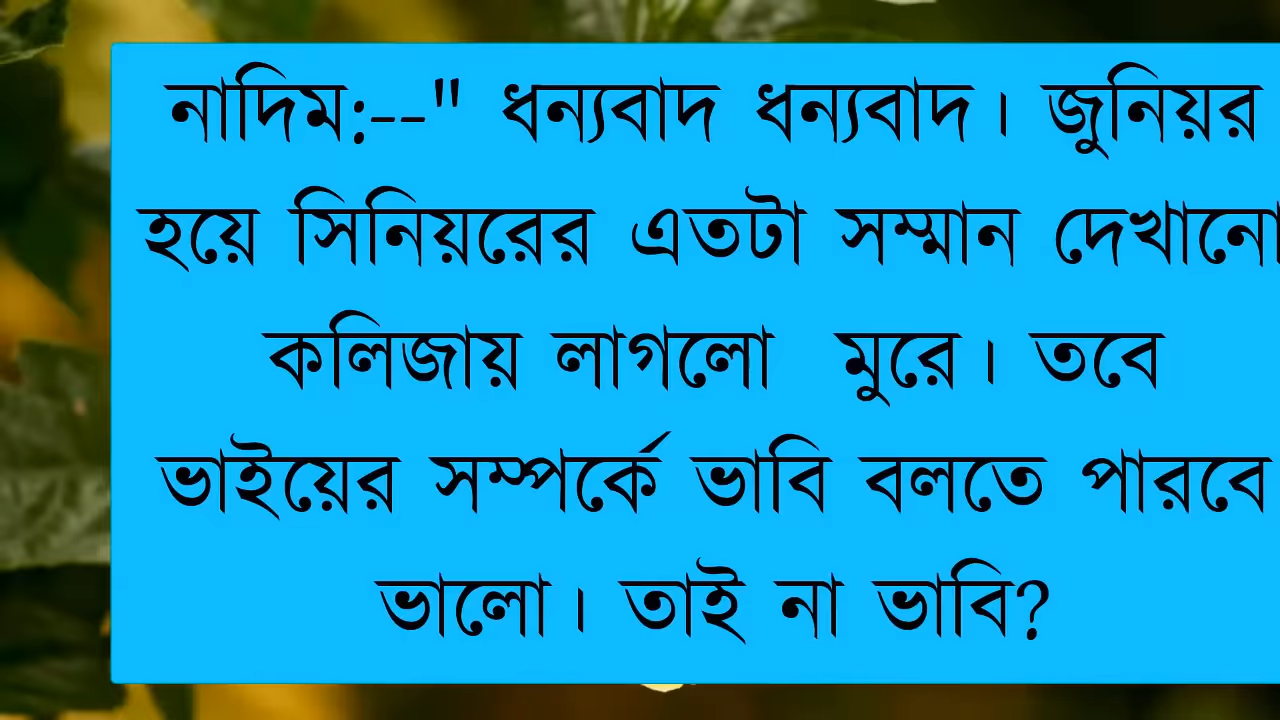 নাদিম:--" ধন্যবাদ ধন্যবাদ। জুনিয়র
হয়ে সিনিয়রের এতটা সম্মান দেখানো
কলিজায় লাগলো মুরে। তবে
ভাইয়ের সম্পর্কে ভাবি বলতে পারবে
ভালো। তাই না ভাবি?